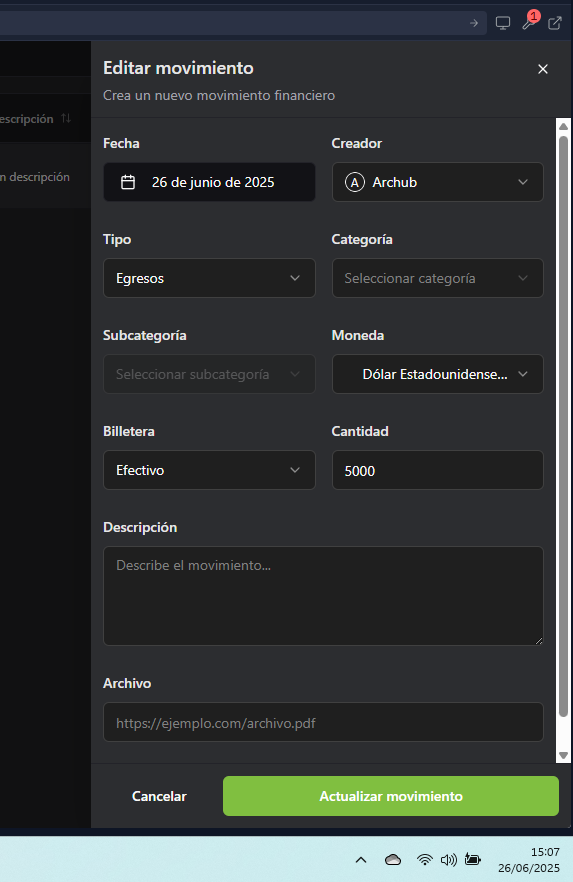 1
Editar movimiento
Crea un nuevo movimiento financiero
escripción
n descripción
Fecha
Creador
26 de junio de 2025
A Archub
Tipo
Categoría
Egresos
Seleccionar categoría
Subcategoría
Moneda
Seleccionar subcategoría
Dólar Estadounidense...
Billetera
Cantidad
Efectivo
5000
Descripción
Describe el movimiento...
Archivo
https://ejemplo.com/archivo.pdf
Cancelar
Actualizar movimiento
15:07
26/06/2025